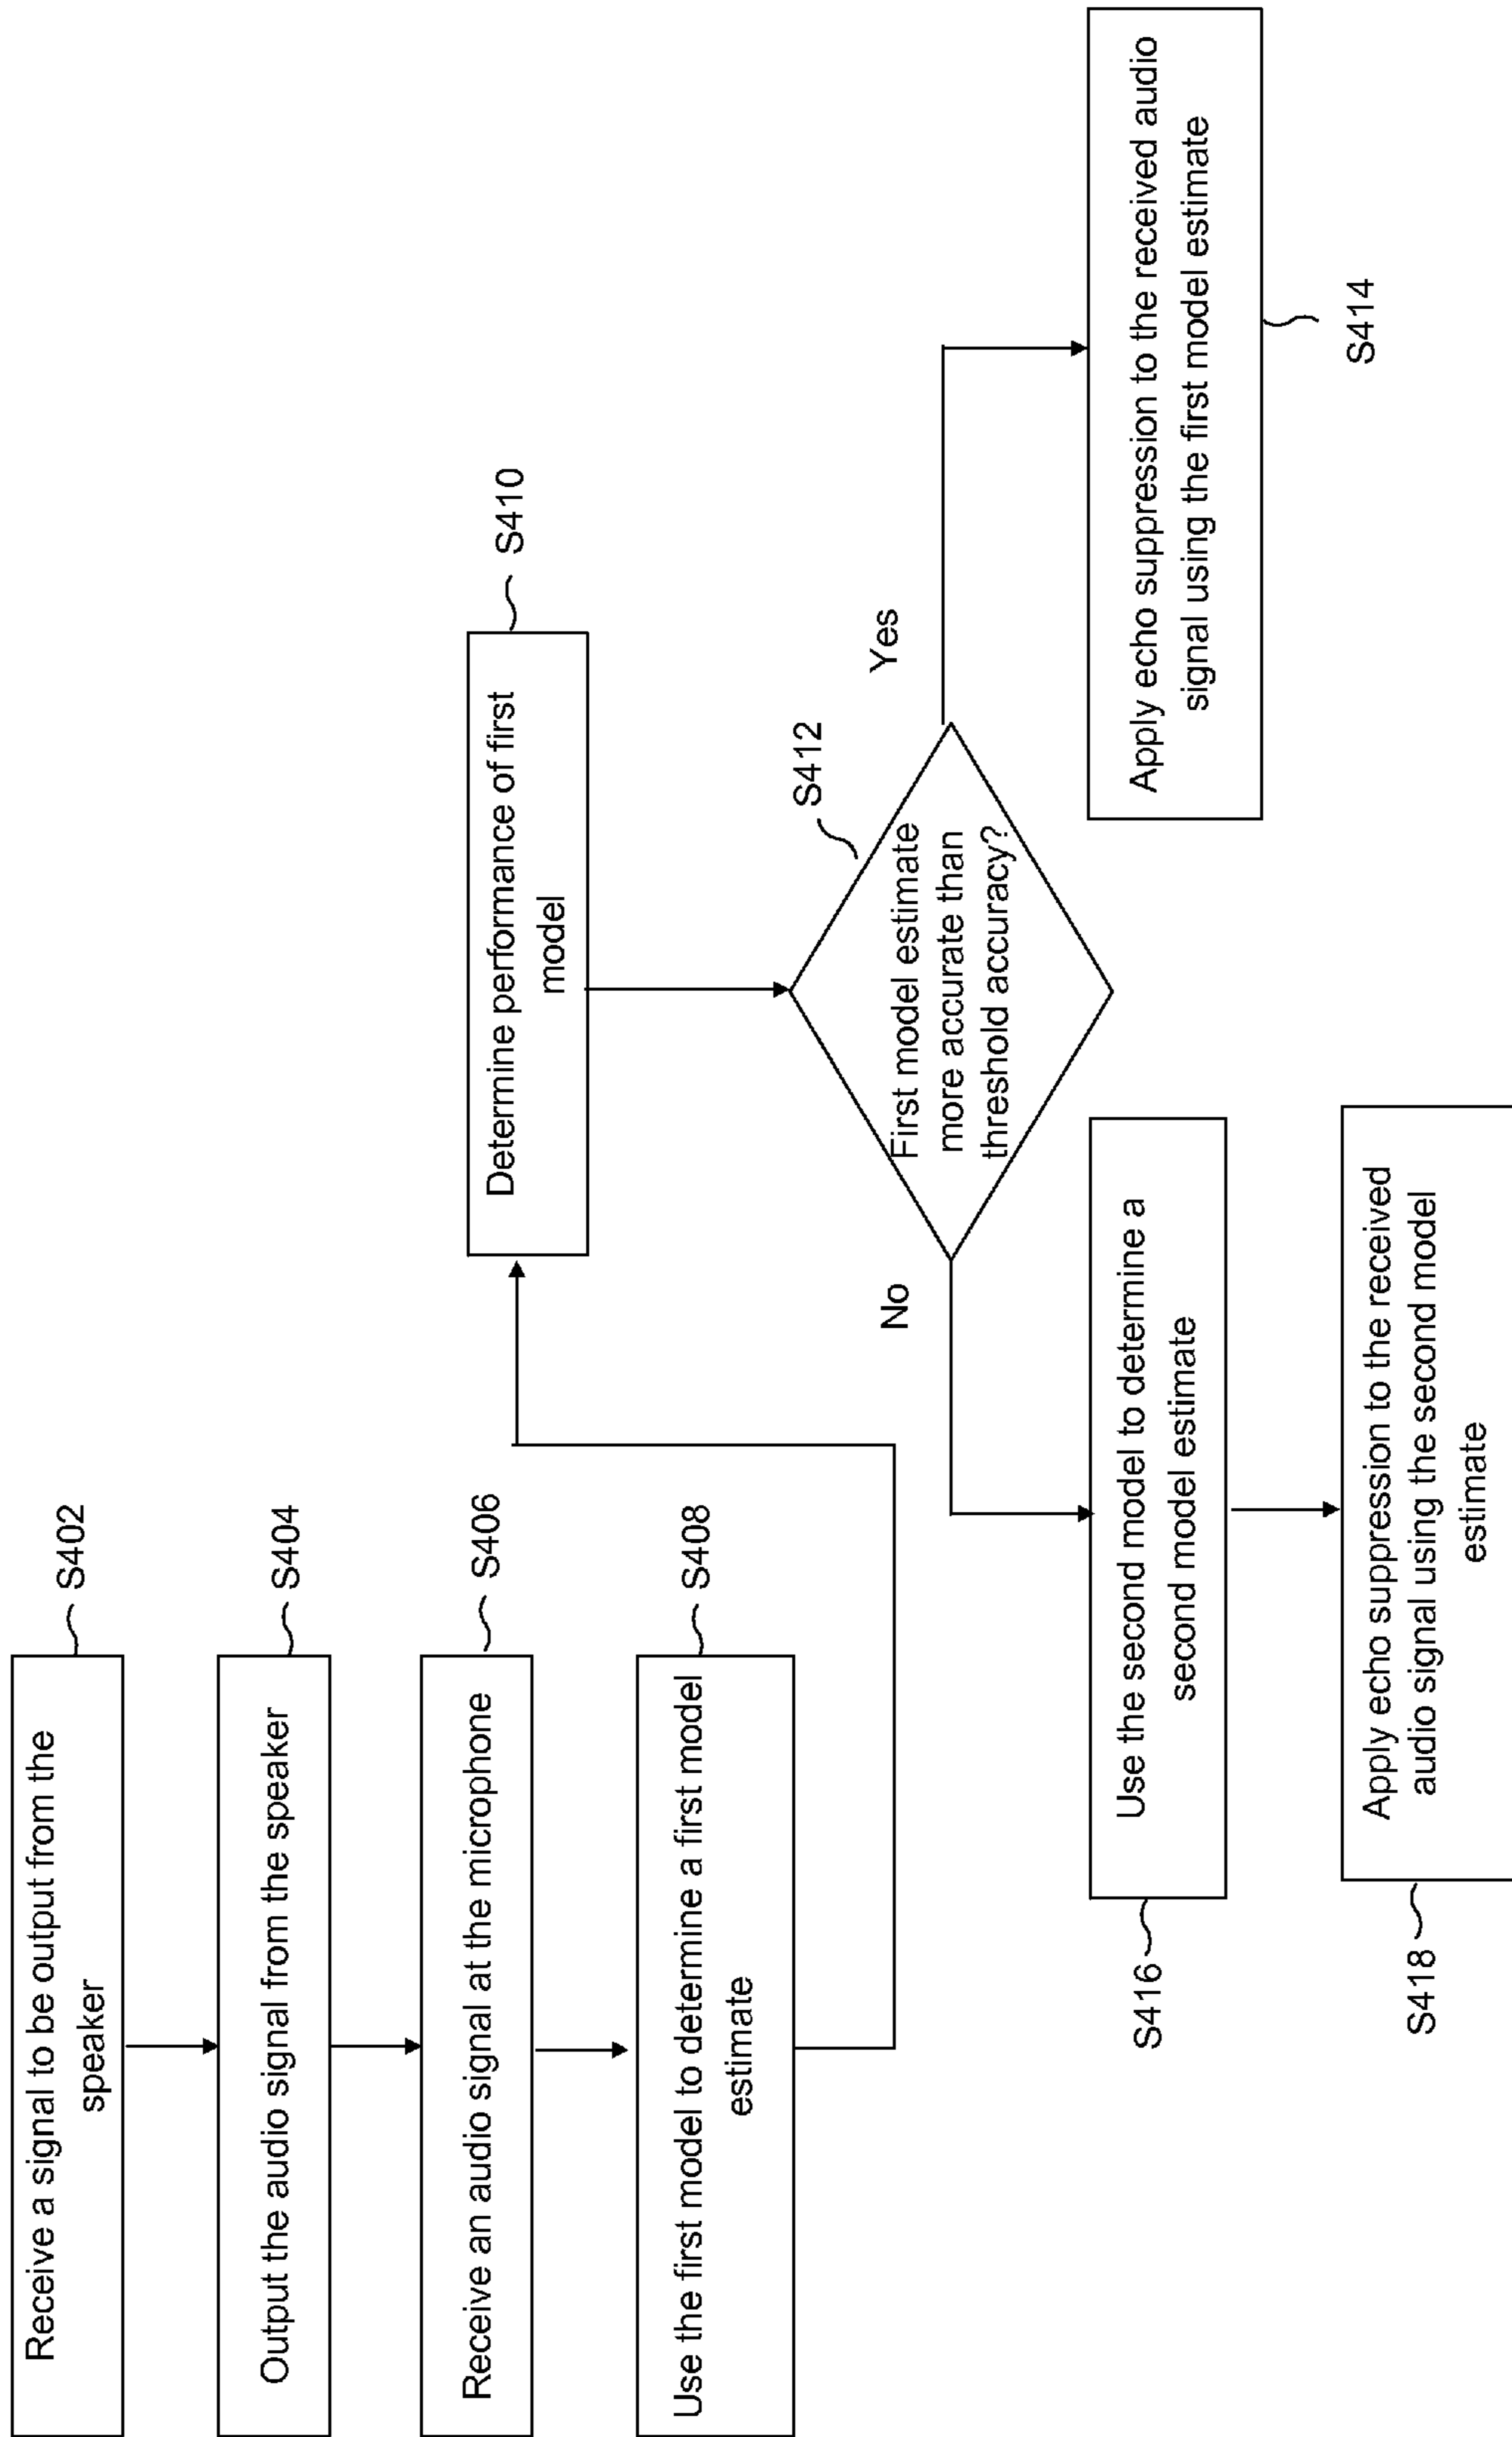 Receive a signal to be output from the
speaker
S402
Output the audio signal from the speaker
S404
Receive an audio signal at the microphone
S406
Use the first model to determine a first model
estimate
S408
Determine performance of first
model
S410
First model estimate
more accurate than
threshold accuracy?
S412
Yes
Apply echo suppression to the received audio
signal using the first model estimate
S414
No
Use the second model to determine a
second model estimate
S416
Apply echo suppression to the received
audio signal using the second model
estimate
S418